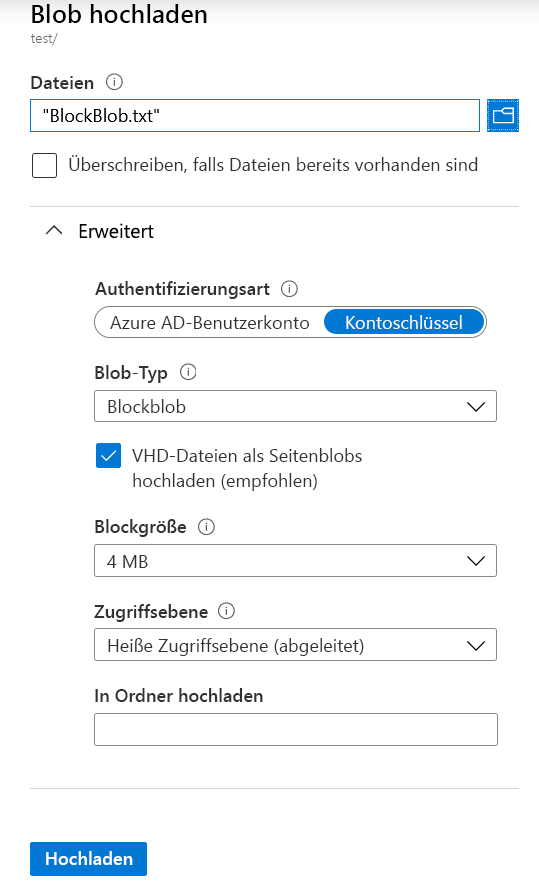 Blob hochladen
test/
Dateien
"BlockBlob.txt"
Überschreiben, falls Dateien bereits vorhanden sind
Erweitert
Authentifizierungsart
Azure AD-Benutzerkonto Kontoschlüssel
Blob-Typ
Blockblob
VHD-Dateien als Seitenblobs
hochladen (empfohlen)
Blockgröße
4 MB
Zugriffsebene
Heiße Zugriffsebene (abgeleitet)
In Ordner hochladen
Hochladen